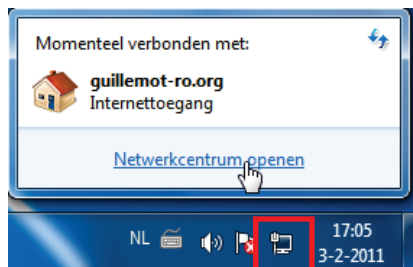 Momenteel verbonden met:
guillemot-ro.org
Internettoegang
Netwerkcentrum openen
NL
17:05
3-2-2011